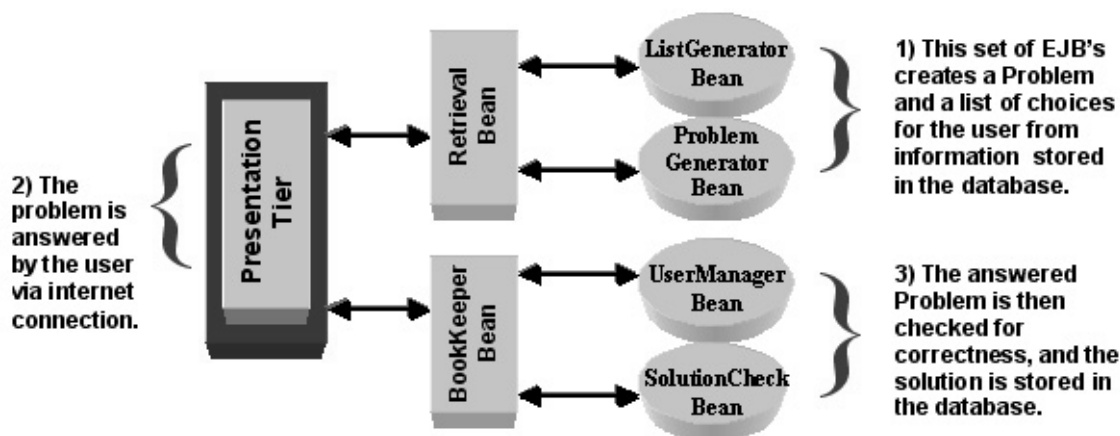 ListGenerator
Bean
Problem
Generator
Bean
Retrieval
Bean
1) This set of EJB's
creates a Problem
and a list of choices
for the user from
information stored
in the database.
2) The
problem is
answered
by the user
via internet
connection.
Presentation
Tier
BookKeeper
Bean
UserManager
Bean
SolutionCheck
Bean
3) The answered
Problem is then
checked for
correctness, and the
solution is stored in
the database.